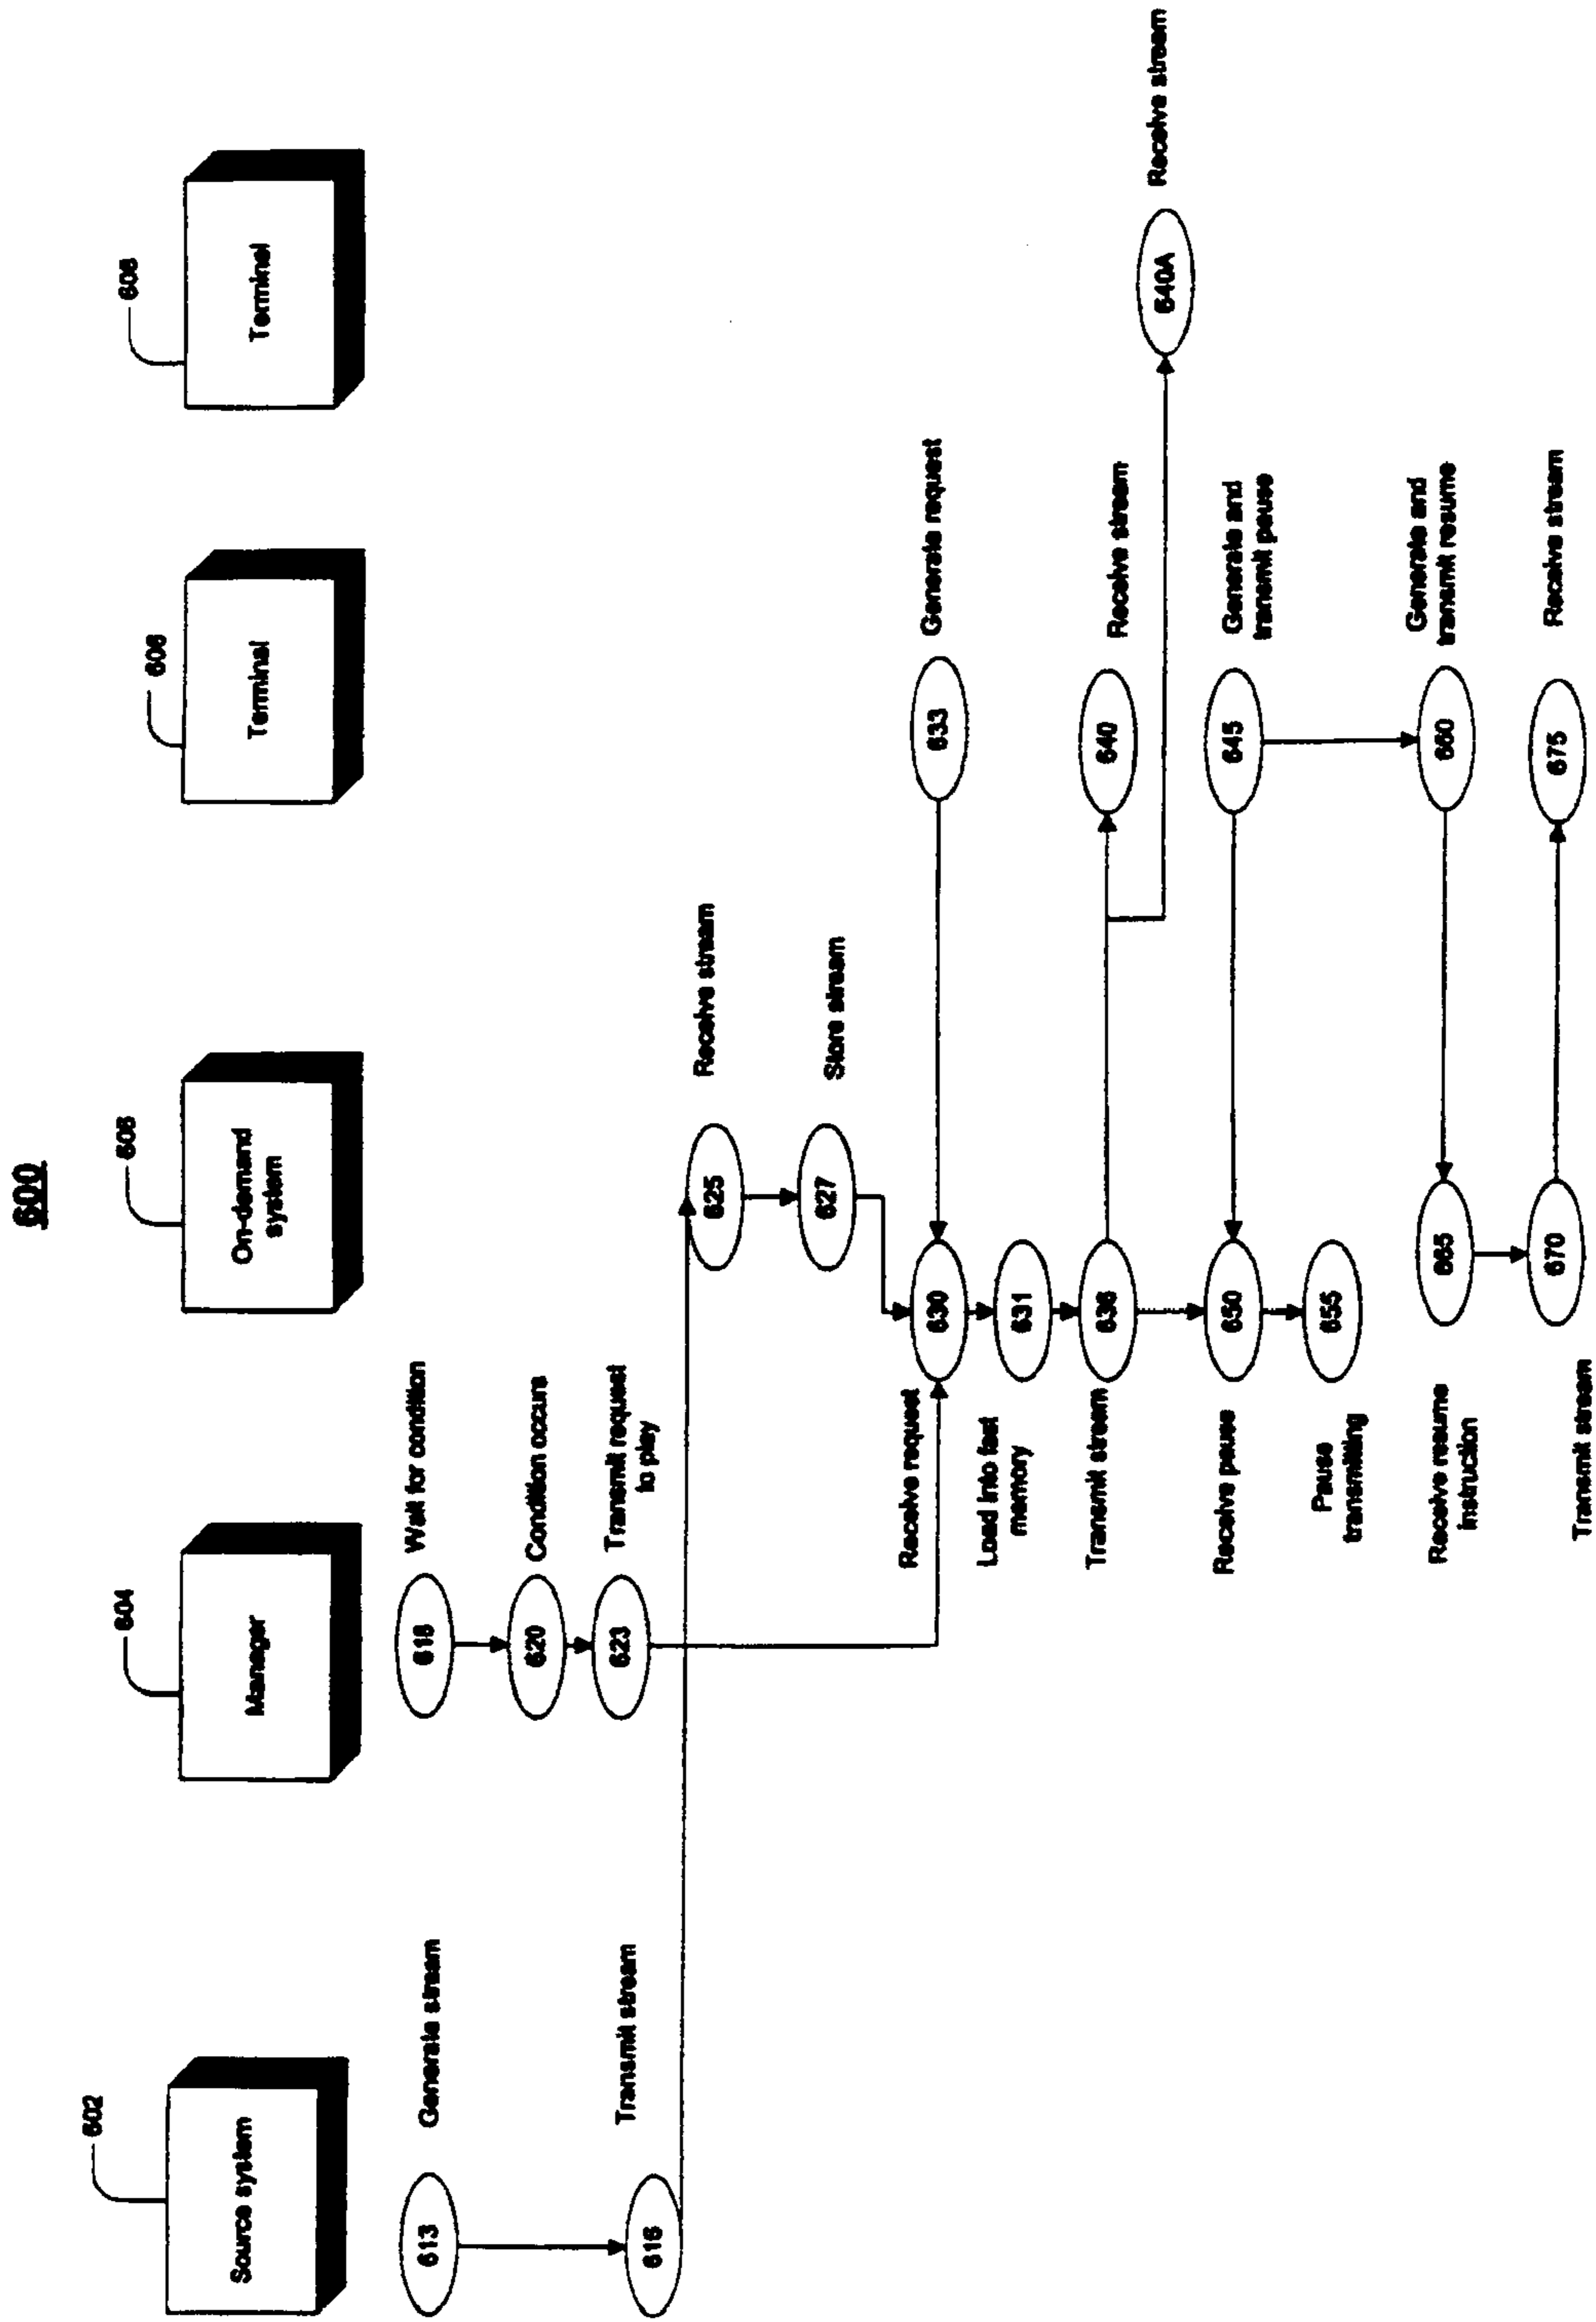 600
602
604
606
606
608
Source system
Manager
On-demand
system
Terminal
Terminal
613
Generate stream
618
Wait for condition
620
Condition occurs
616
Transmit stream
623
Transmit request
to play
625
Receive stream
627
Store stream
Receive request
630
633
Generate request
Load into fast
memory
631
Transmit stream
636
640
Receive stream
640A
Receive stream
Receive pause
650
645
Generate and
transmit pause
Pause
transmitting
655
Receive resume
instruction
665
660
Generate and
transmit resume
Transmit stream
670
675
Receive stream